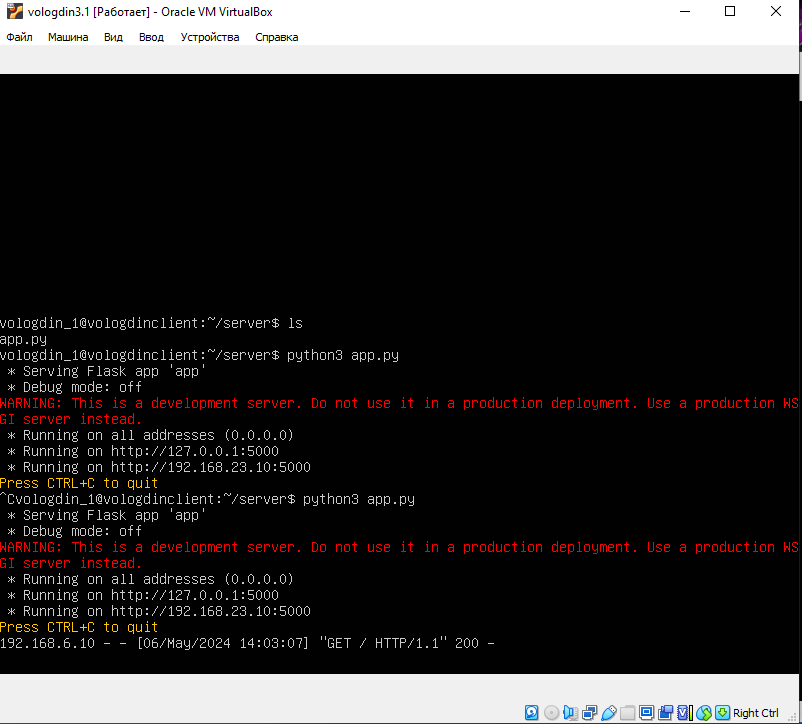 vologdin3.1 [Работает] - Oracle VM VirtualBox
Файл Машина Вид Ввод Устройства Справка
vologdin_1@vologdinclient:~/server$ ls
app.py
vologdin_1@vologdinclient:~/server$ python3 app.py
* Serving Flask app 'app'
* Debug mode: off
WARNING: This is a development server. Do not use it in a production deployment. Use a production WS
GI server instead.
* Running on all addresses (0.0.0.0)
* Running on http://127.0.0.1:5000
* Running on http://192.168.23.10:5000
Press CTRL+C to quit
^Cvologdin_1@vologdinclient:~/server$ python3 app.py
* Serving Flask app 'app'
* Debug mode: off
WARNING: This is a development server. Do not use it in a production deployment. Use a production WS
GI server instead.
* Running on all addresses (0.0.0.0)
* Running on http://127.0.0.1:5000
* Running on http://192.168.23.10:5000
Press CTRL+C to quit
192.168.6.10 - - [06/May/2024 14:03:07] "GET / HTTP/1.1" 200 -
Right Ctrl